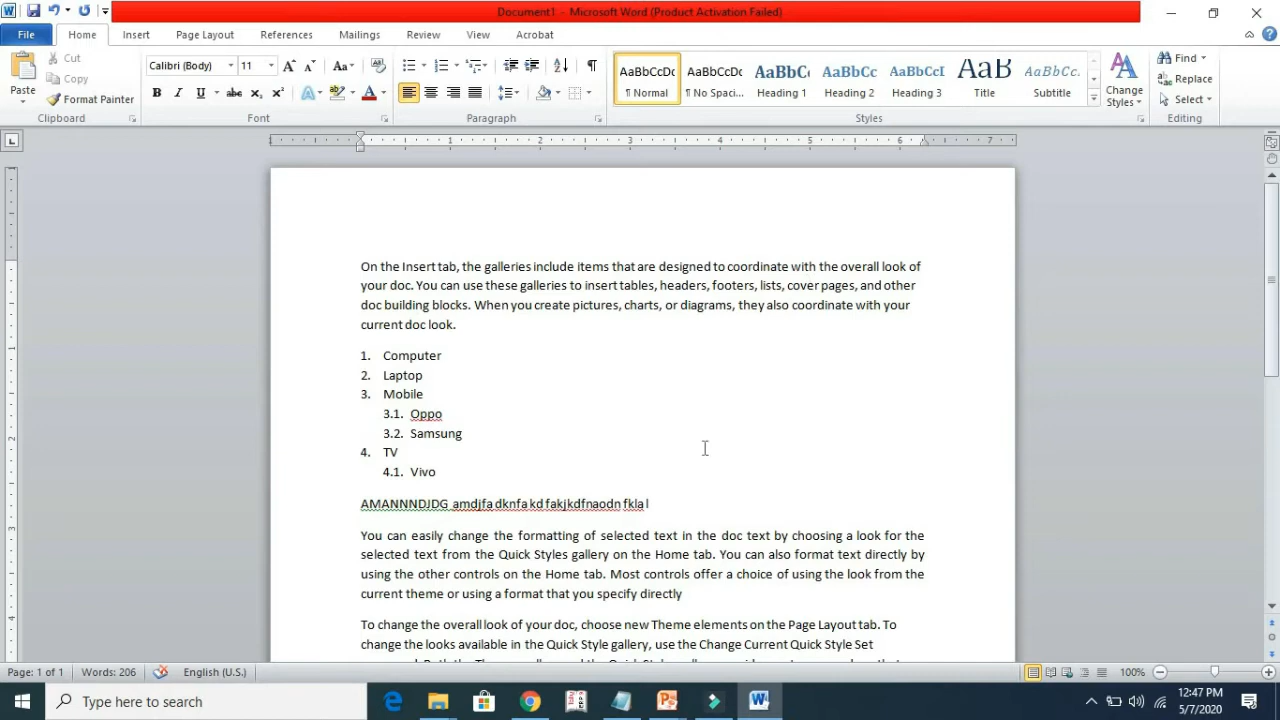 Document1 - Microsoft Word (Product Activation Failed)
File Home Insert Page Layout References Mailings Review View Acrobat
Paste
Cut
Copy
Format Painter
Clipboard
Calibri (Body) 11
Font
Paragraph
AaBbCcDc AaBbCcDc AaBbCc AaBbCc AaBbCcI AaB AaBbCc.
¶ Normal ¶ No Spaci... Heading 1 Heading 2 Heading 3 Title Subtitle
Change Styles
Styles
Find
Replace
Select
Editing
1 2 3 4 5 6 7
On the Insert tab, the galleries include items that are designed to coordinate with the overall look of
your doc. You can use these galleries to insert tables, headers, footers, lists, cover pages, and other
doc building blocks. When you create pictures, charts, or diagrams, they also coordinate with your
current doc look.
1. Computer
2. Laptop
3. Mobile
3.1. Oppo
3.2. Samsung
4. TV
4.1. Vivo
AMANNNDJDG amdjfa dknfa kd fakjkdfnaodn fkla l
You can easily change the formatting of selected text in the doc text by choosing a look for the
selected text from the Quick Styles gallery on the Home tab. You can also format text directly by
using the other controls on the Home tab. Most controls offer a choice of using the look from the
current theme or using a format that you specify directly
To change the overall look of your doc, choose new Theme elements on the Page Layout tab. To
change the looks available in the Quick Style gallery, use the Change Current Quick Style Set
Page: 1 of 1 Words: 206 English (U.S.) 100%
Type here to search
12:47 PM
5/7/2020